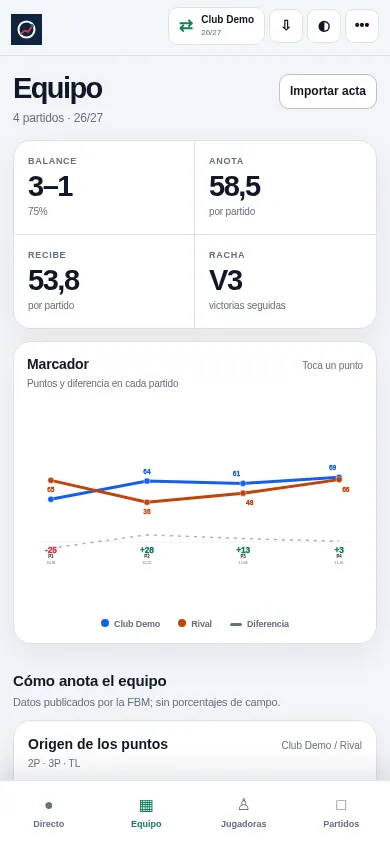 Club Demo
26/27
Equipo
Importar acta
4 partidos · 26/27
BALANCE
3–1
75%
ANOTA
58,5
por partido
RECIBE
53,8
por partido
RACHA
V3
victorias seguidas
Marcador
Toca un punto
Puntos y diferencia en cada partido
65
64
36
61
48
69
66
-25
+28
+13
+3
P1
P2
P3
P4
Club Demo
Rival
Diferencia
Cómo anota el equipo
Datos publicados por la FBM; sin porcentajes de campo.
Origen de los puntos
Club Demo / Rival
2P · 3P · TL
Directo
Equipo
Jugadoras
Partidos